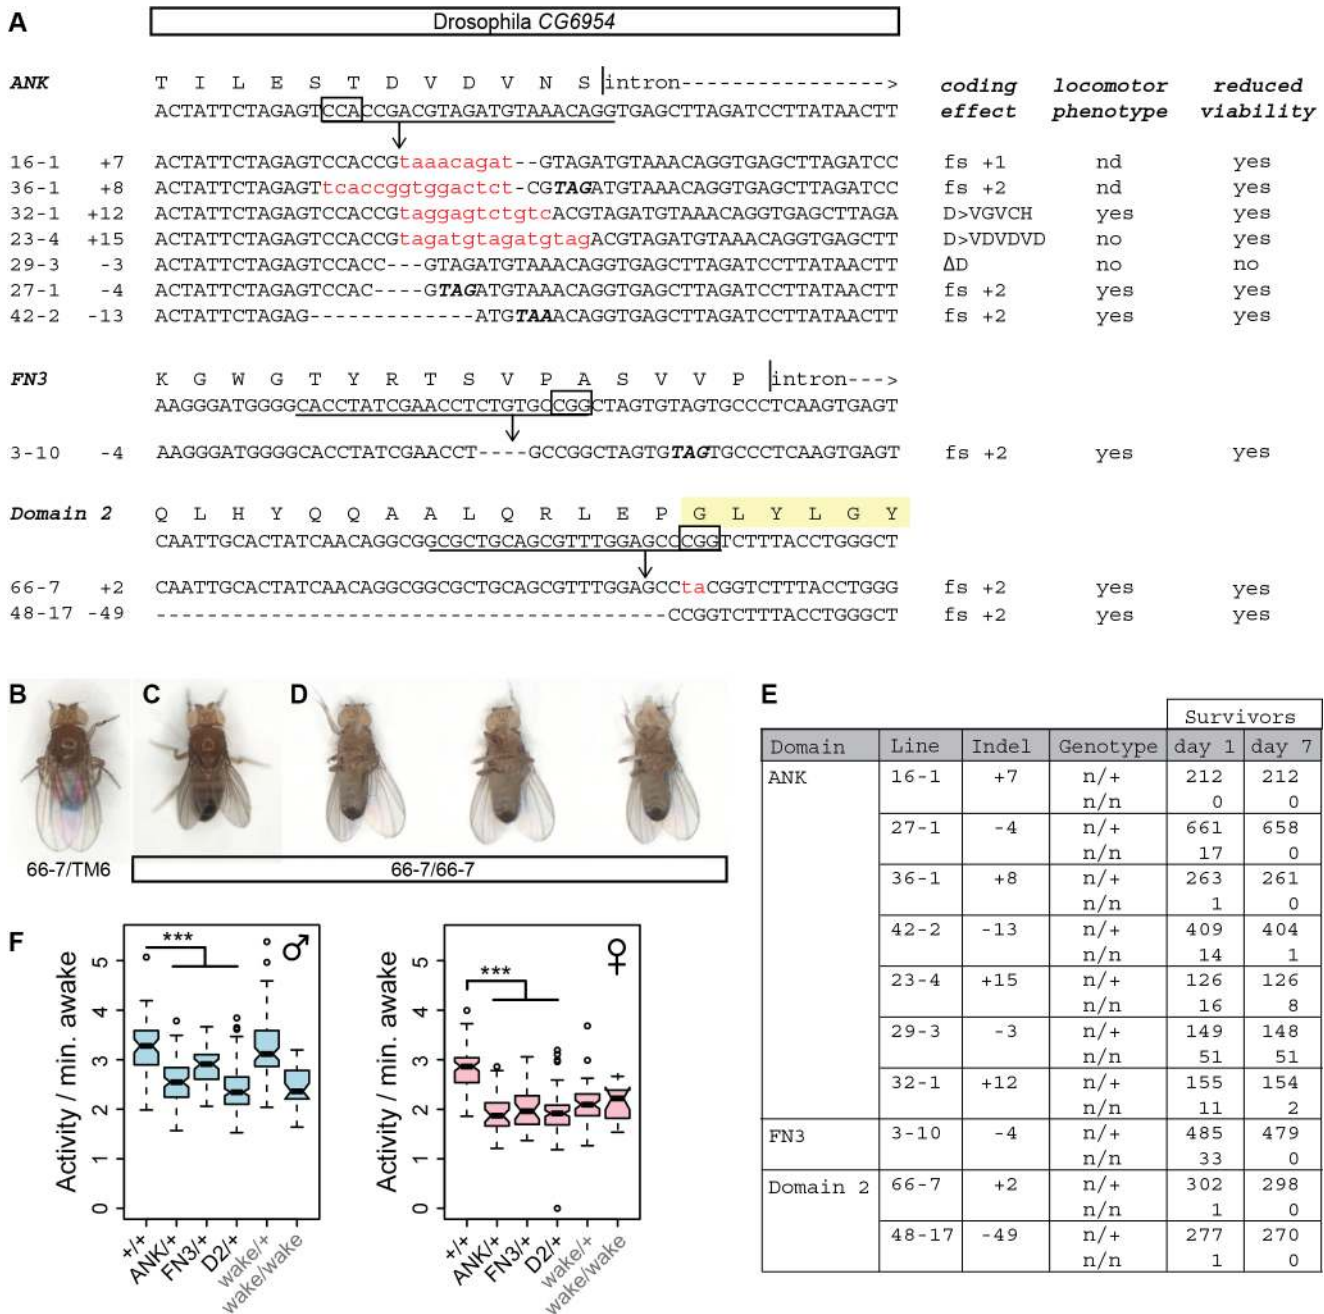 A
Drosophila CG6954
ANK T I L E S T D V D V N S|intron----------------> coding effect locomotor phenotype reduced viability
ACTATTCTAGAGTCCACCGACGTAGATGTAAACAGGTGAGCTTAGATCCTTATAACTT
16-1 +7 ACTATTCTAGAGTCCACCGtaaacagat--GTAGATGTAAACAGGTGAGCTTAGATCC fs +1 nd yes
36-1 +8 ACTATTCTAGAGTtcaccggtggactct-CGTAGATGTAAACAGGTGAGCTTAGATCC fs +2 nd yes
32-1 +12 ACTATTCTAGAGTCCACCGtaggagtctgtcACGTAGATGTAAACAGGTGAGCTTAGA D>VGVCH yes yes
23-4 +15 ACTATTCTAGAGTCCACCGtagatgtagatgtagACGTAGATGTAAACAGGTGAGCTT D>VDVDVD no yes
29-3 -3 ACTATTCTAGAGTCCACC---GTAGATGTAAACAGGTGAGCTTAGATCCTTATAACTT ΔD no no
27-1 -4 ACTATTCTAGAGTCCAC----GTAGATGTAAACAGGTGAGCTTAGATCCTTATAACTT fs +2 yes yes
42-2 -13 ACTATTCTAGAG-------------ATGTAAACAGGTGAGCTTAGATCCTTATAACTT fs +2 yes yes
FN3 K G W G T Y R T S V P A S V V P |intron--->
AAGGGATGGGGCACCTATCGAACCTCTGTGCCGGCTAGTGTAGTGCCCTCAAGTGAGT
3-10 -4 AAGGGATGGGGCACCTATCGAACCT----GCCGGCTAGTGTAGTGCCCTCAAGTGAGT fs +2 yes yes
Domain 2 Q L H Y Q Q A A L Q R L E P G L Y L G Y
CAATTGCACTATCAACAGGCGGCGCTGCAGCGTTTGGAGCCCGGTCTTTACCTGGGCT
66-7 +2 CAATTGCACTATCAACAGGCGGCGCTGCAGCGTTTGGAGCCtaCGGTCTTTACCTGGG fs +2 yes yes
48-17 -49 ----------------------------------------CCGGTCTTTACCTGGGCT fs +2 yes yes
B C D
66-7/TM6 66-7/66-7
E
Survivors
Domain Line Indel Genotype day 1 day 7
ANK 16-1 +7 n/+ 212 212
n/n 0 0
27-1 -4 n/+ 661 658
n/n 17 0
36-1 +8 n/+ 263 261
n/n 1 0
42-2 -13 n/+ 409 404
n/n 14 1
23-4 +15 n/+ 126 126
n/n 16 8
29-3 -3 n/+ 149 148
n/n 51 51
32-1 +12 n/+ 155 154
n/n 11 2
FN3 3-10 -4 n/+ 485 479
n/n 33 0
Domain 2 66-7 +2 n/+ 302 298
n/n 1 0
48-17 -49 n/+ 277 270
n/n 1 0
F
Activity / min. awake
0 1 2 3 4 5
*** ♂
+/+ ANK/+ FN3/+ D2/+ wake/+ wake/wake
Activity / min. awake
0 1 2 3 4 5
*** ♀
+/+ ANK/+ FN3/+ D2/+ wake/+ wake/wake